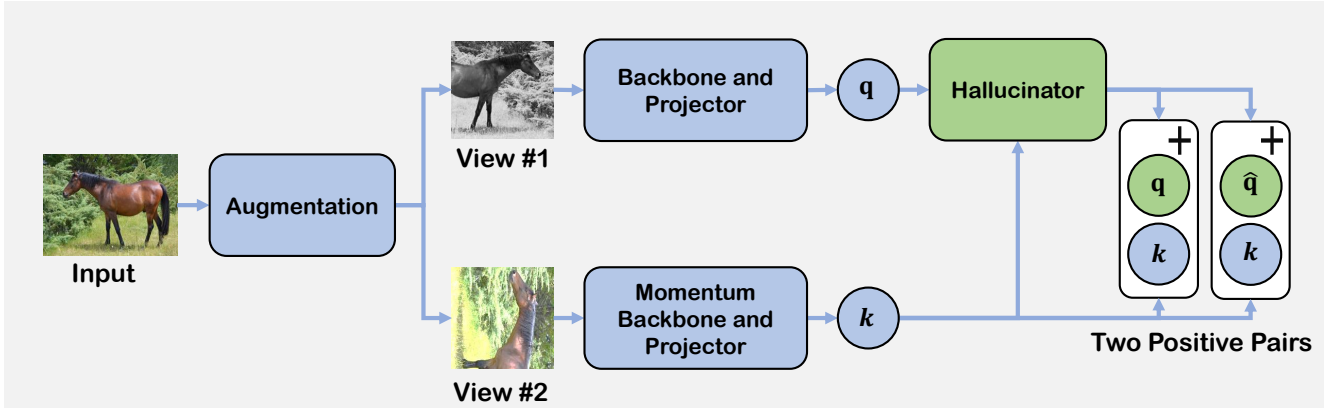 Input
Augmentation
View #1
Backbone and
Projector
q
Hallucinator
View #2
Momentum
Backbone and
Projector
k
+
q
k
+
q̂
k
Two Positive Pairs